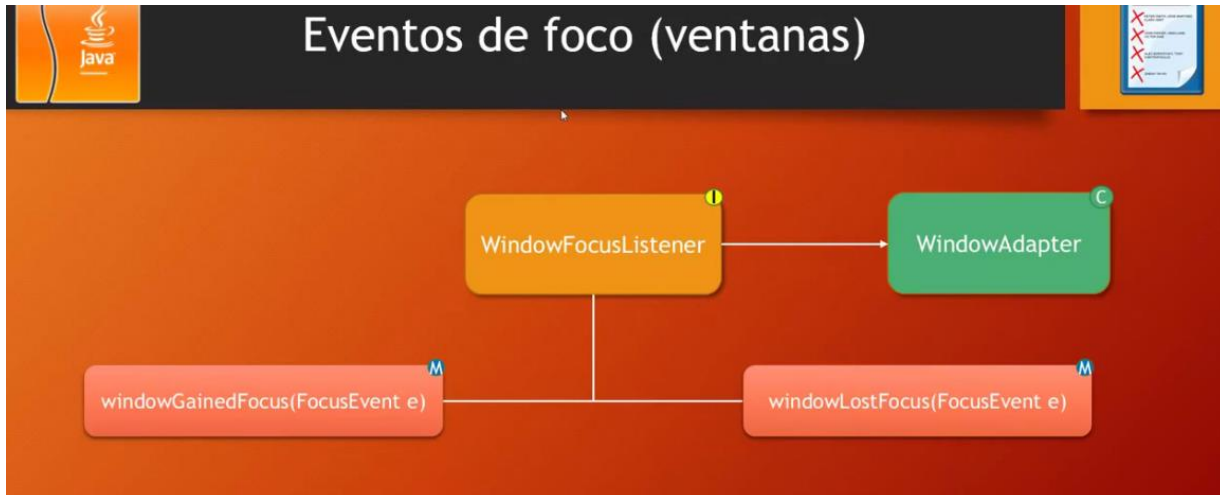 Java
Eventos de foco (ventanas)
I
WindowFocusListener
C
WindowAdapter
M
windowGainedFocus(FocusEvent e)
M
windowLostFocus(FocusEvent e)